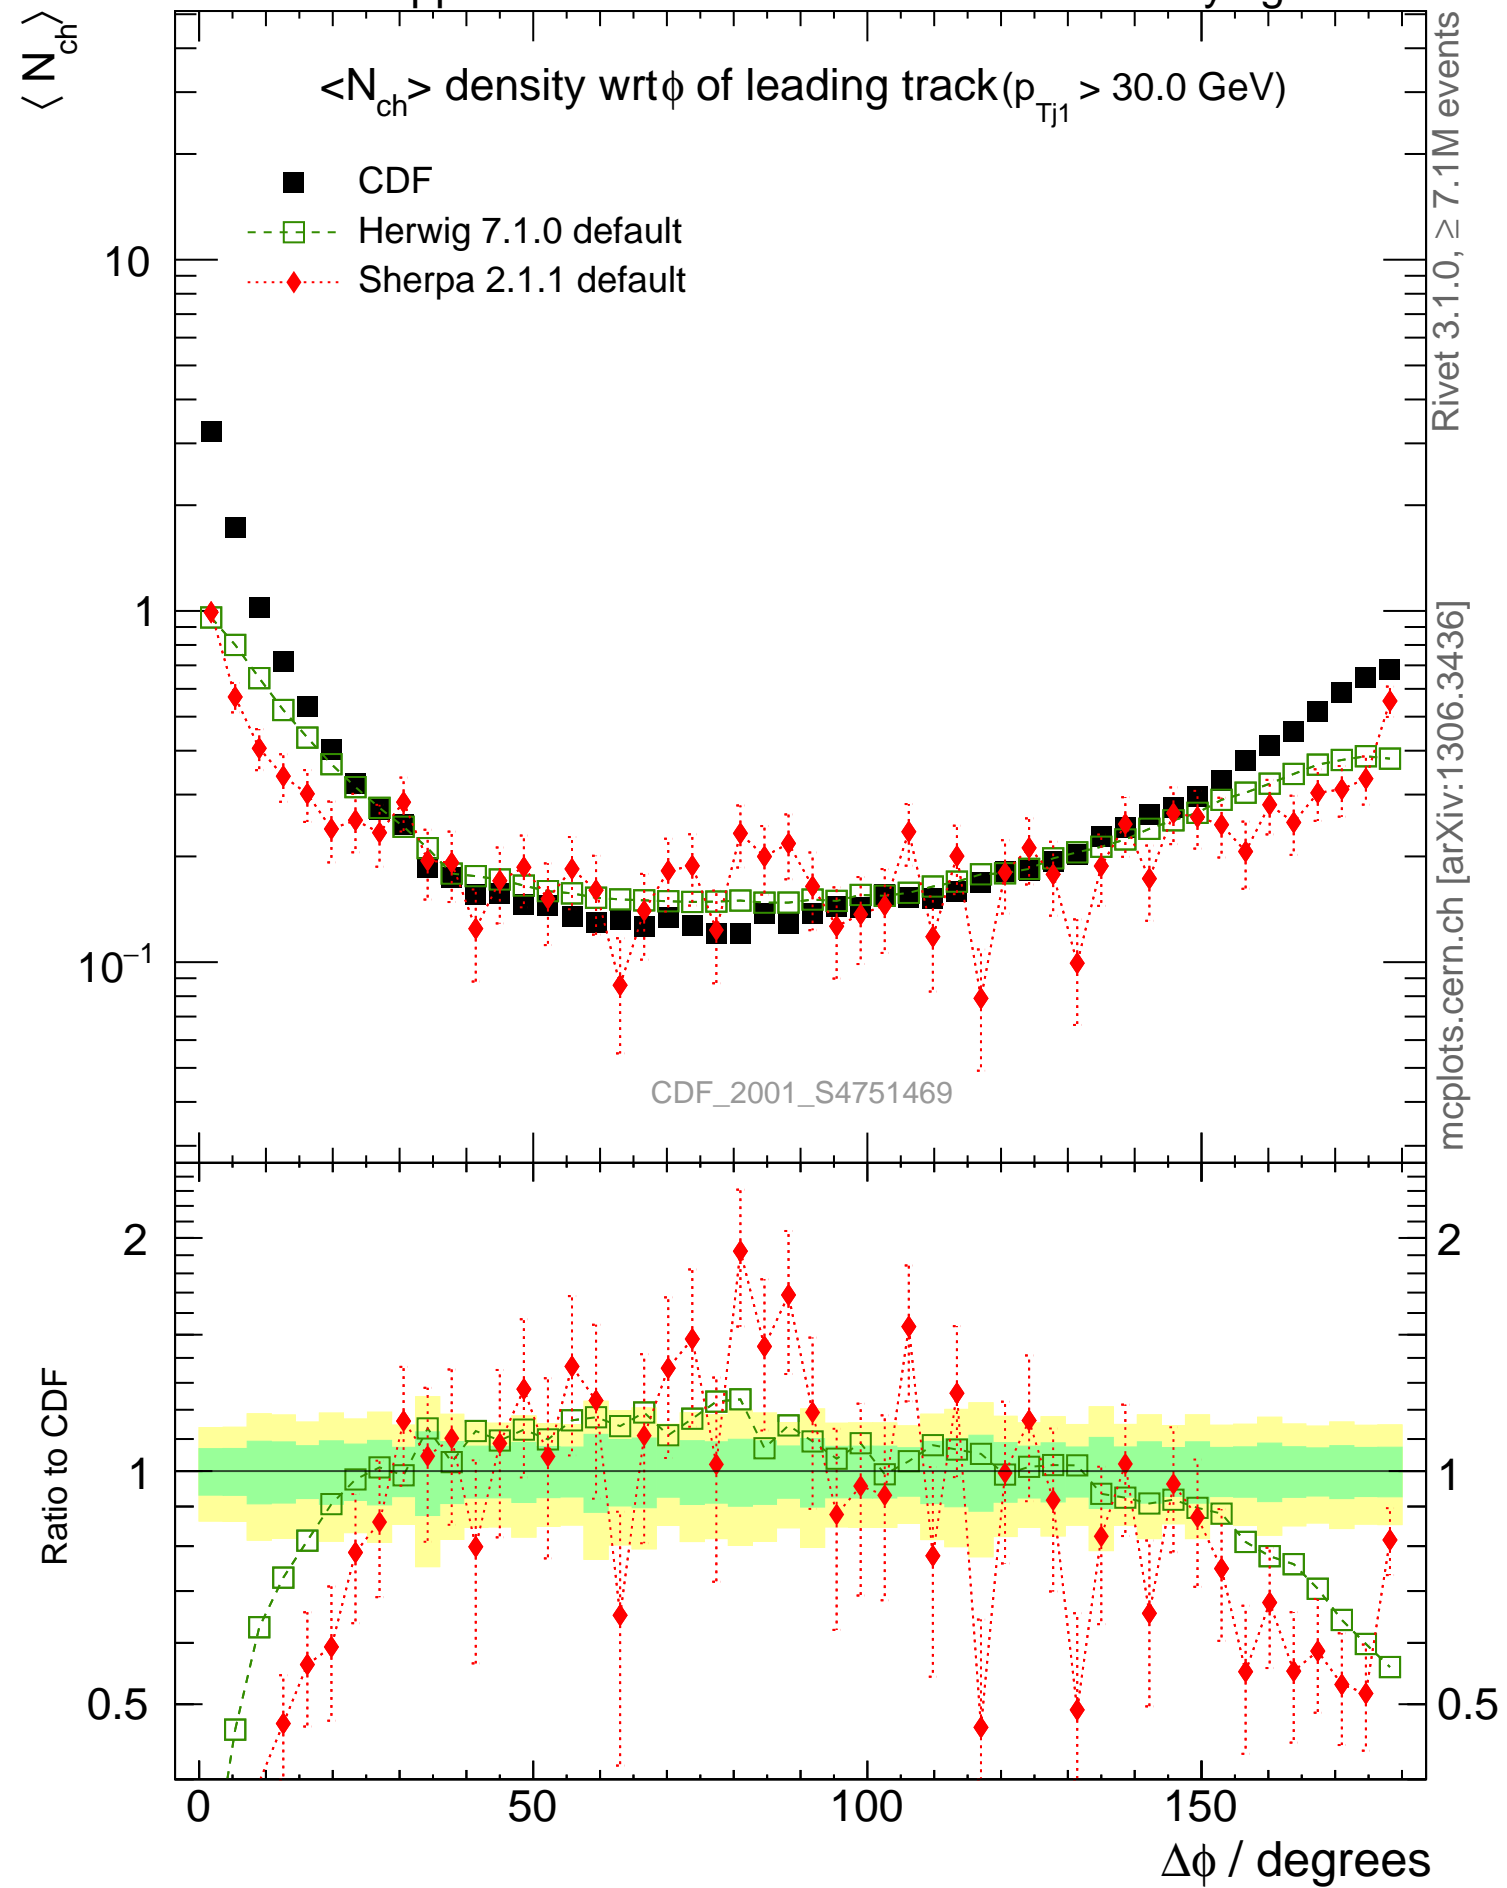 ⟨ N_ch ⟩
<N_ch> density wrt ϕ of leading track (p_Tj1 > 30.0 GeV)
CDF
Herwig 7.1.0 default
Sherpa 2.1.1 default
10
1
10⁻¹
CDF_2001_S4751469
Rivet 3.1.0, ≥ 7.1M events
mcplots.cern.ch [arXiv:1306.3436]
Ratio to CDF
2
1
0.5
2
1
0.5
0 50 100 150
Δϕ / degrees